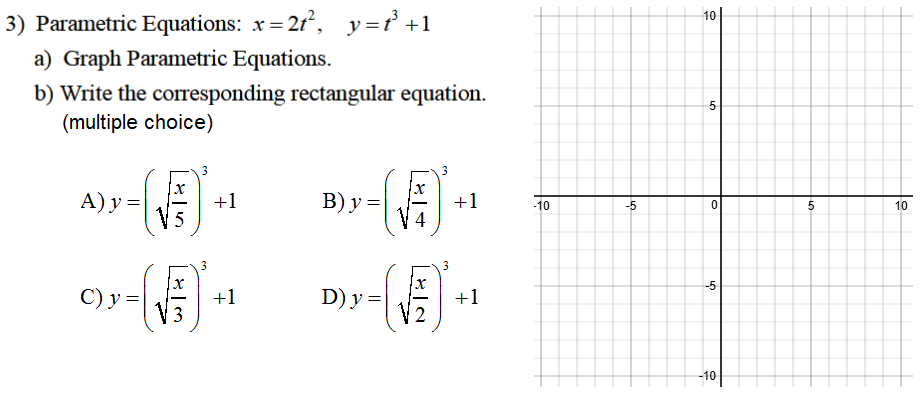 3) Parametric Equations: x = 2t², y = t³ + 1
a) Graph Parametric Equations.
b) Write the corresponding rectangular equation.
(multiple choice)
A) y = (√(x/5))³ + 1
B) y = (√(x/4))³ + 1
C) y = (√(x/3))³ + 1
D) y = (√(x/2))³ + 1
10
5
-10 -5 0 5 10
-5
-10